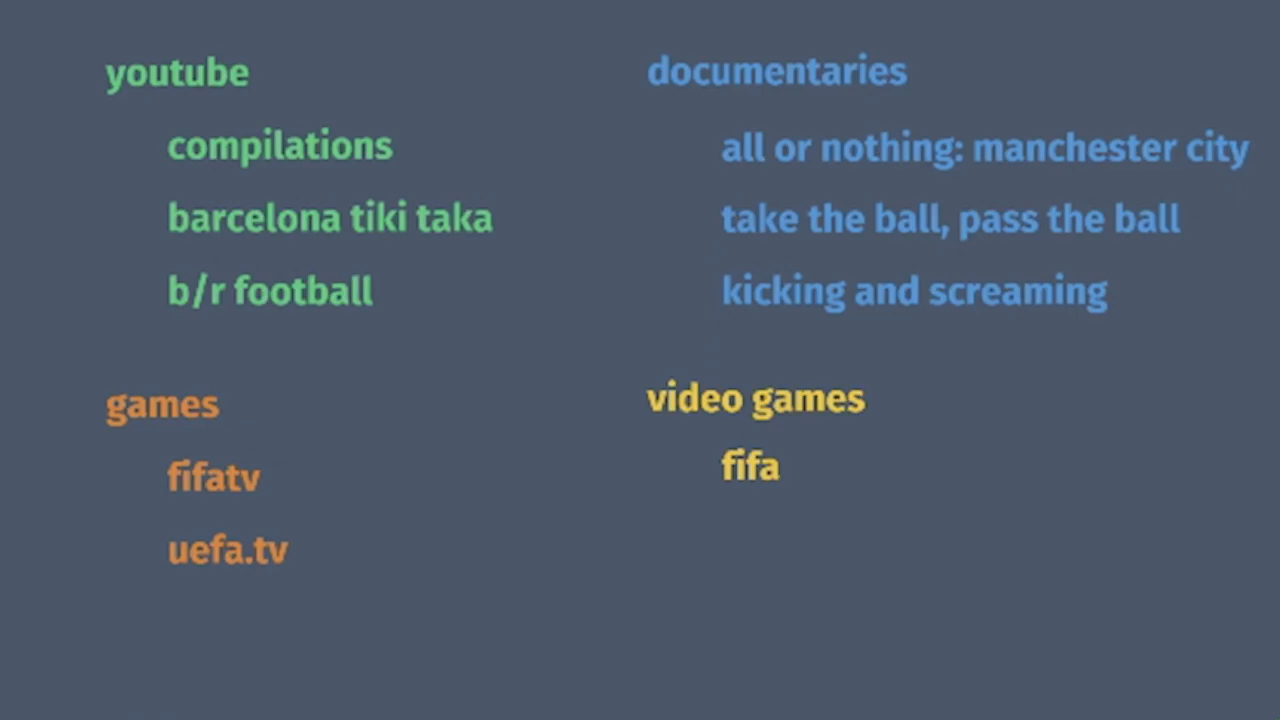 youtube
compilations
barcelona tiki taka
b/r football
games
fifatv
uefa.tv
documentaries
all or nothing: manchester city
take the ball, pass the ball
kicking and screaming
video games
fifa